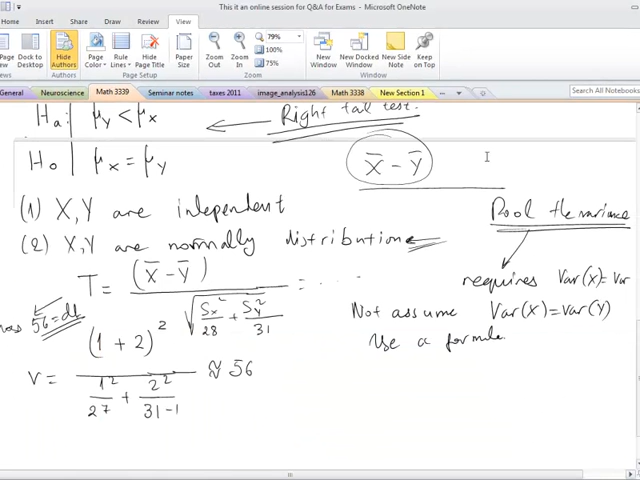 This it an online session for Q&A for Exams. - Microsoft OneNote
Home Insert Share Draw Review View
Normal View
Dock to Desktop
Hide Authors
Authors
Page Color
Rule Lines
Hide Page Title
Page Setup
Paper Size
Zoom Out
Zoom In
79%
100%
75%
Zoom
New Window
New Docked Window
New Side Note
Keep on Top
Window
General Neuroscience Math 3339 Seminar notes taxes 2011 image_analysis126 Math 3338 New Section 1
Search All Notebooks
Ha: | μy < μx ← Right tail test.
H0 | μx = μy
X̄ - Ȳ
(1) X,Y are independent
Pool the variance
(2) X,Y are normally distribution
requires Var(X)=Var
T = (X̄ - Ȳ) / √(Sx²/28 + Sy²/31) = .....
Not assume Var(X)=Var(Y)
has 56=df
Use a formula.
V = (1+2)² / (1²/27 + 2²/(31-1)) ≈ 56